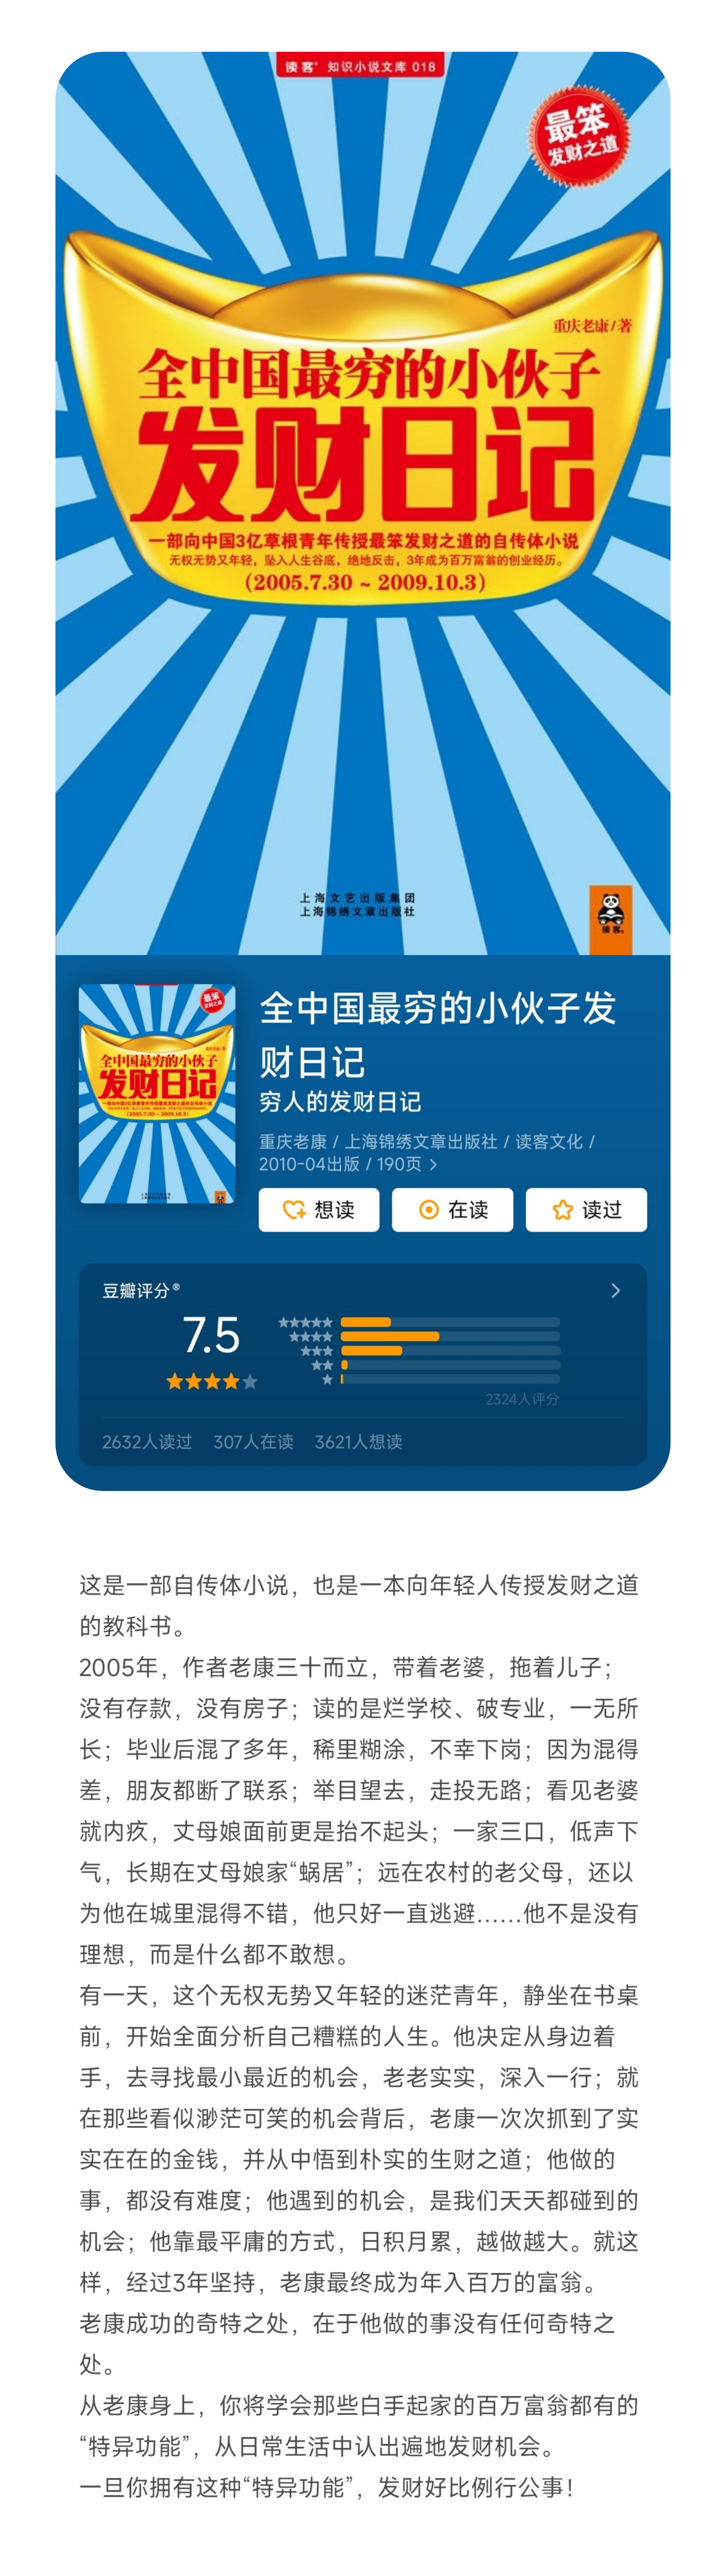 读客® 知识小说文库 018
最笨
发财之道
重庆老康/著
全中国最穷的小伙子
发财日记
一部向中国3亿草根青年传授最笨发财之道的自传体小说
无权无势又年轻，坠入人生谷底，绝地反击，3年成为百万富翁的创业经历。
（2005.7.30 ~ 2009.10.3）
上海文艺出版集团
上海锦绣文章出版社
读客。
最笨
发财之道
全中国最穷的小伙子
发财日记
(2005.7.30 ~ 2009.10.3)
全中国最穷的小伙子发
财日记
穷人的发财日记
重庆老康 / 上海锦绣文章出版社 / 读客文化 /
2010-04出版 / 190页 >
想读
在读
读过
豆瓣评分®
7.5
2324人评分
2632人读过 307人在读 3621人想读
这是一部自传体小说，也是一本向年轻人传授发财之道
的教科书。
2005年，作者老康三十而立，带着老婆，拖着儿子；
没有存款，没有房子；读的是烂学校、破专业，一无所
长；毕业后混了多年，稀里糊涂，不幸下岗；因为混得
差，朋友都断了联系；举目望去，走投无路；看见老婆
就内疚，丈母娘面前更是抬不起头；一家三口，低声下
气，长期在丈母娘家“蜗居”；远在农村的老父母，还以
为他在城里混得不错，他只好一直逃避……他不是没有
理想，而是什么都不敢想。
有一天，这个无权无势又年轻的迷茫青年，静坐在书桌
前，开始全面分析自己糟糕的人生。他决定从身边着
手，去寻找最小最近的机会，老老实实，深入一行；就
在那些看似渺茫可笑的机会背后，老康一次次抓到了实
实在在的金钱，并从中悟到朴实的生财之道；他做的
事，都没有难度；他遇到的机会，是我们天天都碰到的
机会；他靠最平庸的方式，日积月累，越做越大。就这
样，经过3年坚持，老康最终成为年入百万的富翁。
老康成功的奇特之处，在于他做的事没有任何奇特之
处。
从老康身上，你将学会那些白手起家的百万富翁都有的
“特异功能”，从日常生活中认出遍地发财机会。
一旦你拥有这种“特异功能”，发财好比例行公事！